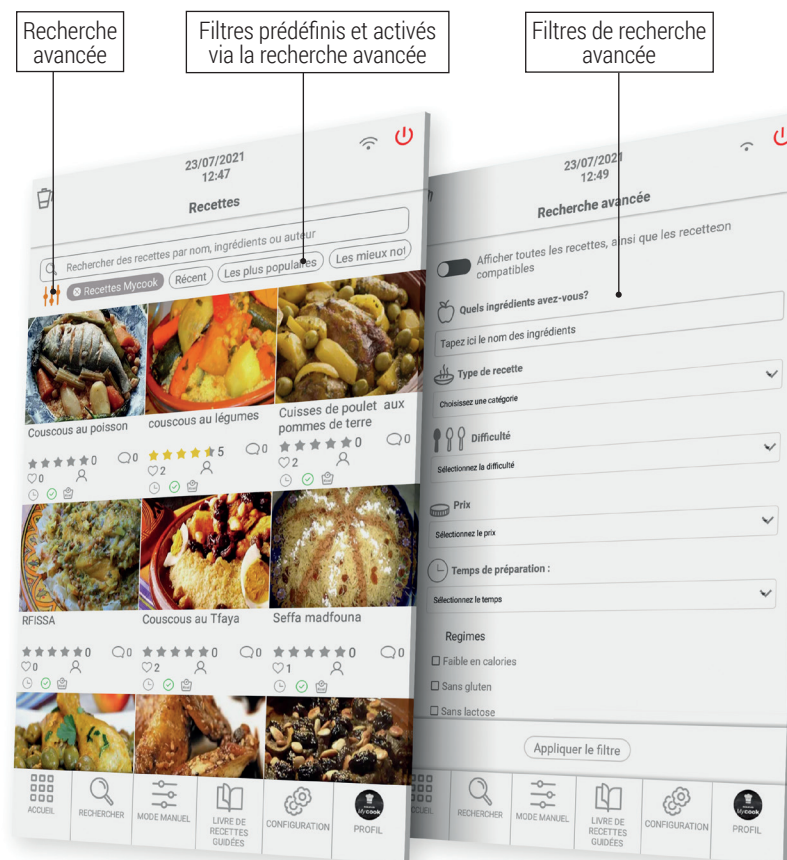 Recherche
avancée
Filtres prédéfinis et activés
via la recherche avancée
Filtres de recherche
avancée
23/07/2021
12:47
Recettes
Rechercher des recettes par nom, ingrédients ou auteur
Recettes Mycook
Récent
Les plus populaires
Les mieux not
Couscous au poisson
couscous au légumes
Cuisses de poulet aux
pommes de terre
0 0
5 0
0 0
0
2
2
RFISSA
Couscous au Tfaya
Seffa madfouna
0 0
0 0
0 0
0
2
1
ACCUEIL
RECHERCHER
MODE MANUEL
LIVRE DE
RECETTES
GUIDÉES
CONFIGURATION
Mycook
PROFIL
23/07/2021
12:49
Recherche avancée
Afficher toutes les recettes, ainsi que les recetteɔn
compatibles
Quels ingrédients avez-vous?
Tapez ici le nom des ingrédients
Type de recette
Choisissez une catégorie
Difficulté
Sélectionnez la difficulté
Prix
Sélectionnez le prix
Temps de préparation :
Sélectionnez le temps
Regimes
Faible en calories
Sans gluten
Sans lactose
Appliquer le filtre
CCUEIL
RECHERCHER
MODE MANUEL
LIVRE DE
RECETTES
GUIDÉES
CONFIGURATION
Mycook
PROFIL